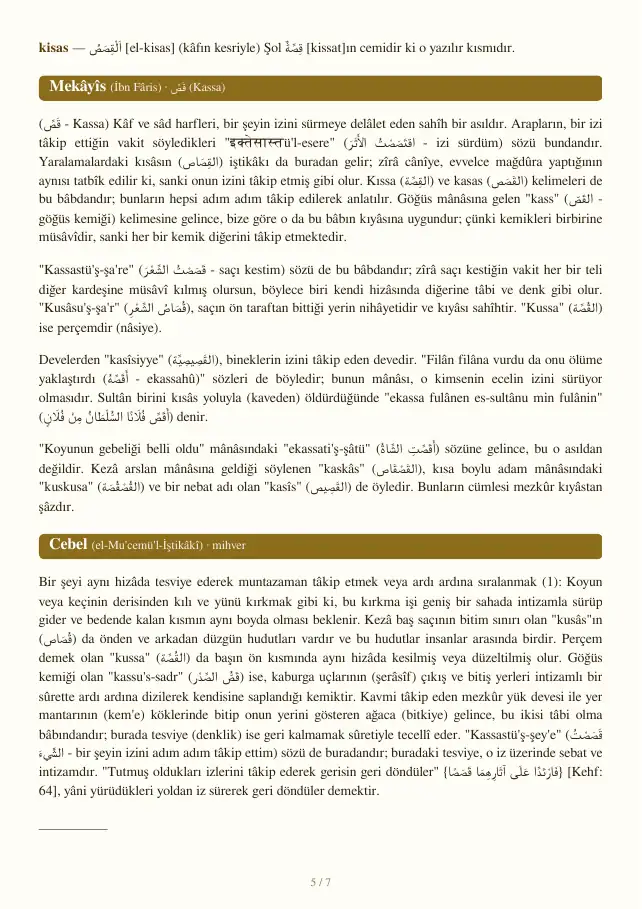 kisas — اَلْقِصَصُ [el-kisas] (kâfın kesriyle) Şol قِصَّةٌ [kissat]ın cemidir ki o yazılır kısmıdır.
Mekâyîs (İbn Fâris) · قَصّ (Kassa)
(قَصّ - Kassa) Kâf ve sâd harfleri, bir şeyin izini sürmeye delâlet eden sahîh bir asıldır. Arapların, bir izi
tâkip ettiğin vakit söyledikleri "इक्तेसास्तü'l-esere" (اقتَصَصْتُ الأَثَرَ - izi sürdüm) sözü bundandır.
Yaralamalardaki kısâsın (القِصَاص) iştikâkı da buradan gelir; zîrâ cânîye, evvelce mağdûra yaptığının
aynısı tatbîk edilir ki, sanki onun izini tâkip etmiş gibi olur. Kıssa (القِصَّة) ve kasas (القَصَص) kelimeleri de
bu bâbdandır; bunların hepsi adım adım tâkip edilerek anlatılır. Göğüs mânâsına gelen "kass" (القَصّ -
göğüs kemiği) kelimesine gelince, bize göre o da bu bâbın kıyâsına uygundur; çünki kemikleri birbirine
müsâvîdir, sanki her bir kemik diğerini tâkip etmektedir.
"Kassastü'ş-şa're" (قَصَصْتُ الشَّعْرَ - saçı kestim) sözü de bu bâbdandır; zîrâ saçı kestiğin vakit her bir teli
diğer kardeşine müsâvî kılmış olursun, böylece biri kendi hizâsında diğerine tâbi ve denk gibi olur.
"Kusâsu'ş-şa'r" (قُصَاصُ الشَّعْرِ), saçın ön taraftan bittiği yerin nihâyetidir ve kıyâsı sahîhtir. "Kussa" (القُصَّة)
ise perçemdir (nâsiye).
Develerden "kasîsiyye" (القَصِيصِيَّة), bineklerin izini tâkip eden devedir. "Filân filâna vurdu da onu ölüme
yaklaştırdı (أَقَصَّهُ - ekassahû)" sözleri de böyledir; bunun mânâsı, o kimsenin ecelin izini sürüyor
olmasıdır. Sultân birini kısâs yoluyla (kaveden) öldürdüğünde "ekassa fulânen es-sultânu min fulânin"
(أَقَصَّ فُلَانًا السُّلْطَانُ مِنْ فُلَانٍ) denir.
"Koyunun gebeliği belli oldu" mânâsındaki "ekassati'ş-şâtü" (أَقَصَّتِ الشَّاةُ) sözüne gelince, bu o asıldan
değildir. Kezâ arslan mânâsına geldiği söylenen "kaskâs" (القَصْقَاص), kısa boylu adam mânâsındaki
"kuskusa" (القُصْقُصَة) ve bir nebat adı olan "kasîs" (القَصِيص) de öyledir. Bunların cümlesi mezkûr kıyastan
şâzdır.
Cebel (el-Mu'cemü'l-İştikâkî) · mihver
Bir şeyi aynı hizâda tesviye ederek muntazaman tâkip etmek veya ardı ardına sıralanmak (1): Koyun
veya keçinin derisinden kılı ve yünü kırkmak gibi ki, bu kırkma işi geniş bir sahada intizamla sürüp
gider ve bedende kalan kısmın aynı boyda olması beklenir. Kezâ baş saçının bitim sınırı olan "kusâs"ın
(قُصَاص) da önden ve arkadan düzgün hudutları vardır ve bu hudutlar insanlar arasında birdir. Perçem
demek olan "kussa" (القُصَّة) da başın ön kısmında aynı hizâda kesilmiş veya düzeltilmiş olur. Göğüs
kemiği olan "kassu's-sadr" (قَصُّ الصَّدْر) ise, kaburga uçlarının (şerâsîf) çıkış ve bitiş yerleri intizamlı bir
sûrette ardı ardına dizilerek kendisine saplandığı kemiktir. Kavmi tâkip eden mezkûr yük devesi ile yer
mantarının (kem'e) köklerinde bitip onun yerini gösteren ağaca (bitkiye) gelince, bu ikisi tâbi olma
bâbındandır; burada tesviye (denklik) ise geri kalmamak sûretiyle tecellî eder. "Kassastü'ş-şey'e" (قَصَصْتُ
الشَّيءَ - bir şeyin izini adım adım tâkip ettim) sözü de buradandır; buradaki tesviye, o iz üzerinde sebat ve
intizamdır. "Tutmuş oldukları izlerini tâkip ederek gerisin geri döndüler" {فَارْتَدَّا عَلَى آثَارِهِمَا قَصَصًا} [Kehf:
64], yâni yürüdükleri yoldan iz sürerek geri döndüler demektir.
5 / 7